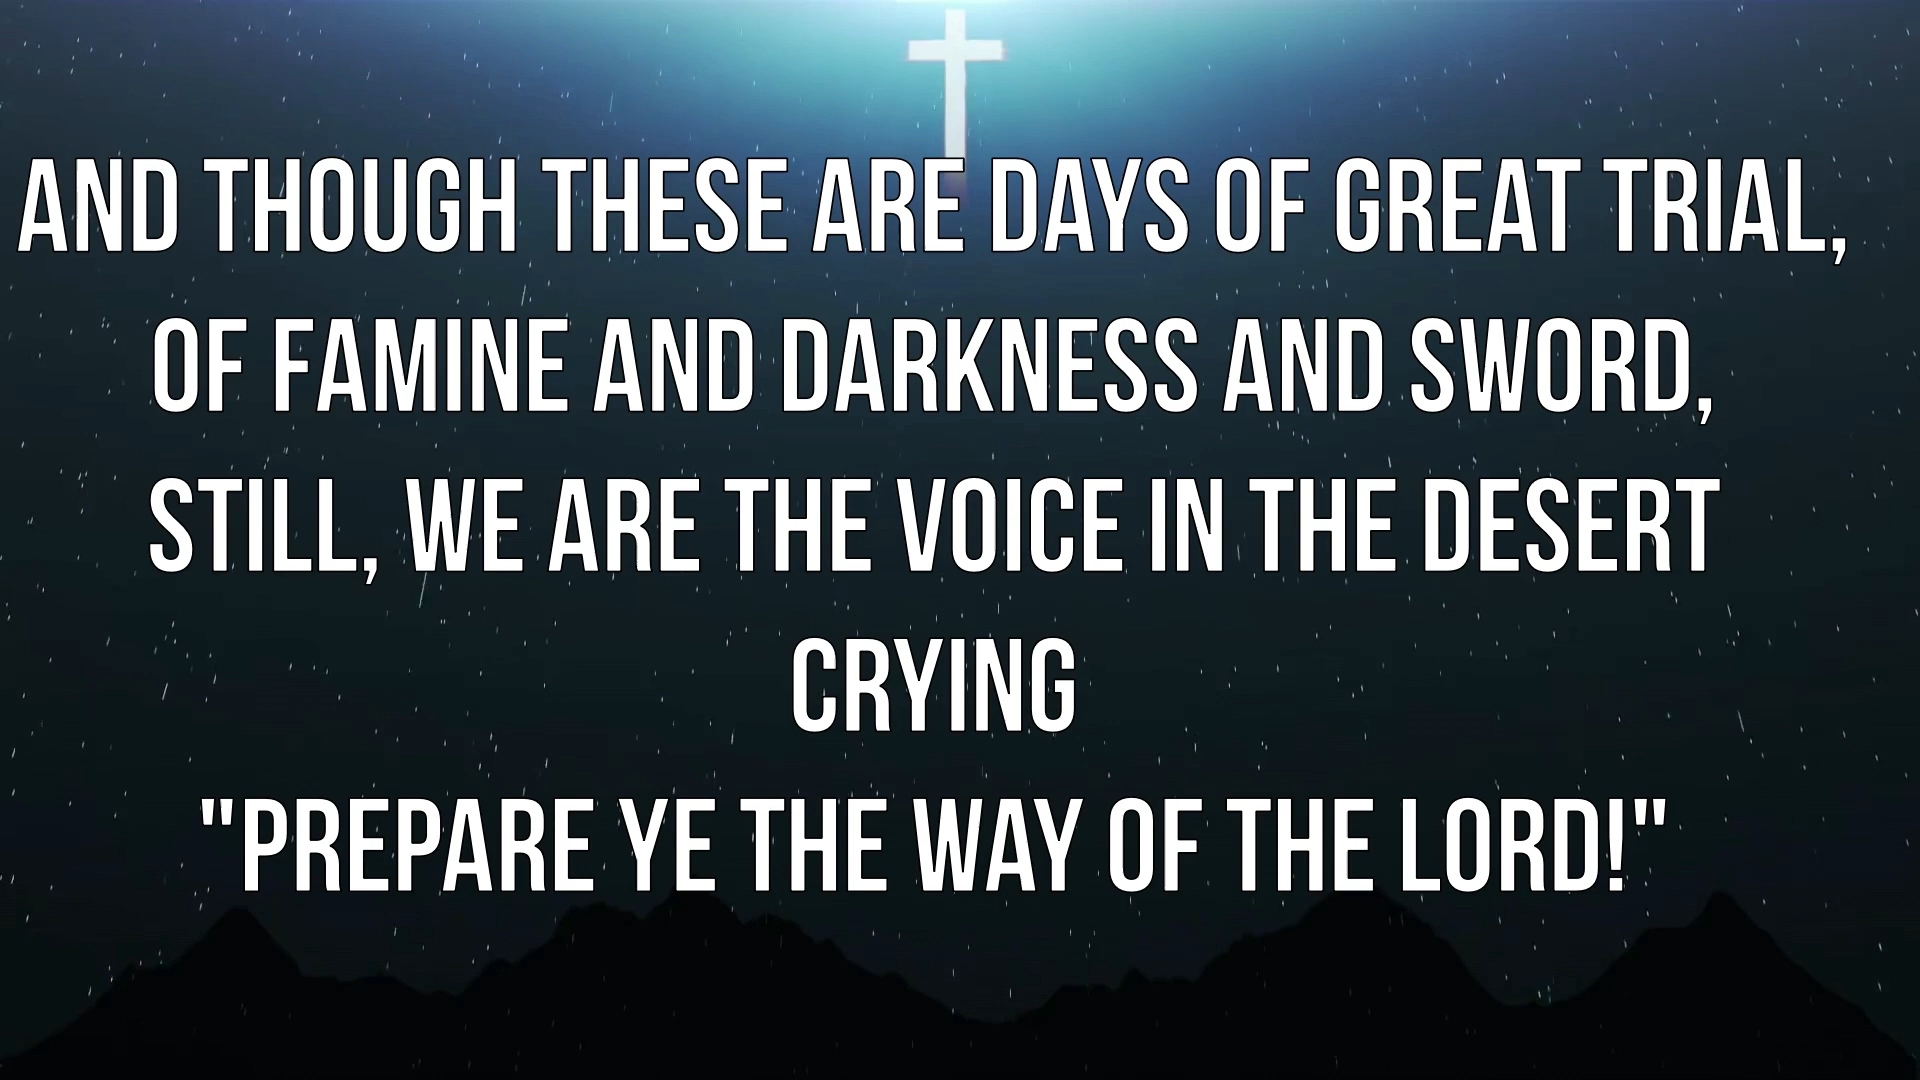 AND THOUGH THESE ARE DAYS OF GREAT TRIAL,
OF FAMINE AND DARKNESS AND SWORD,
STILL, WE ARE THE VOICE IN THE DESERT
CRYING
"PREPARE YE THE WAY OF THE LORD!"